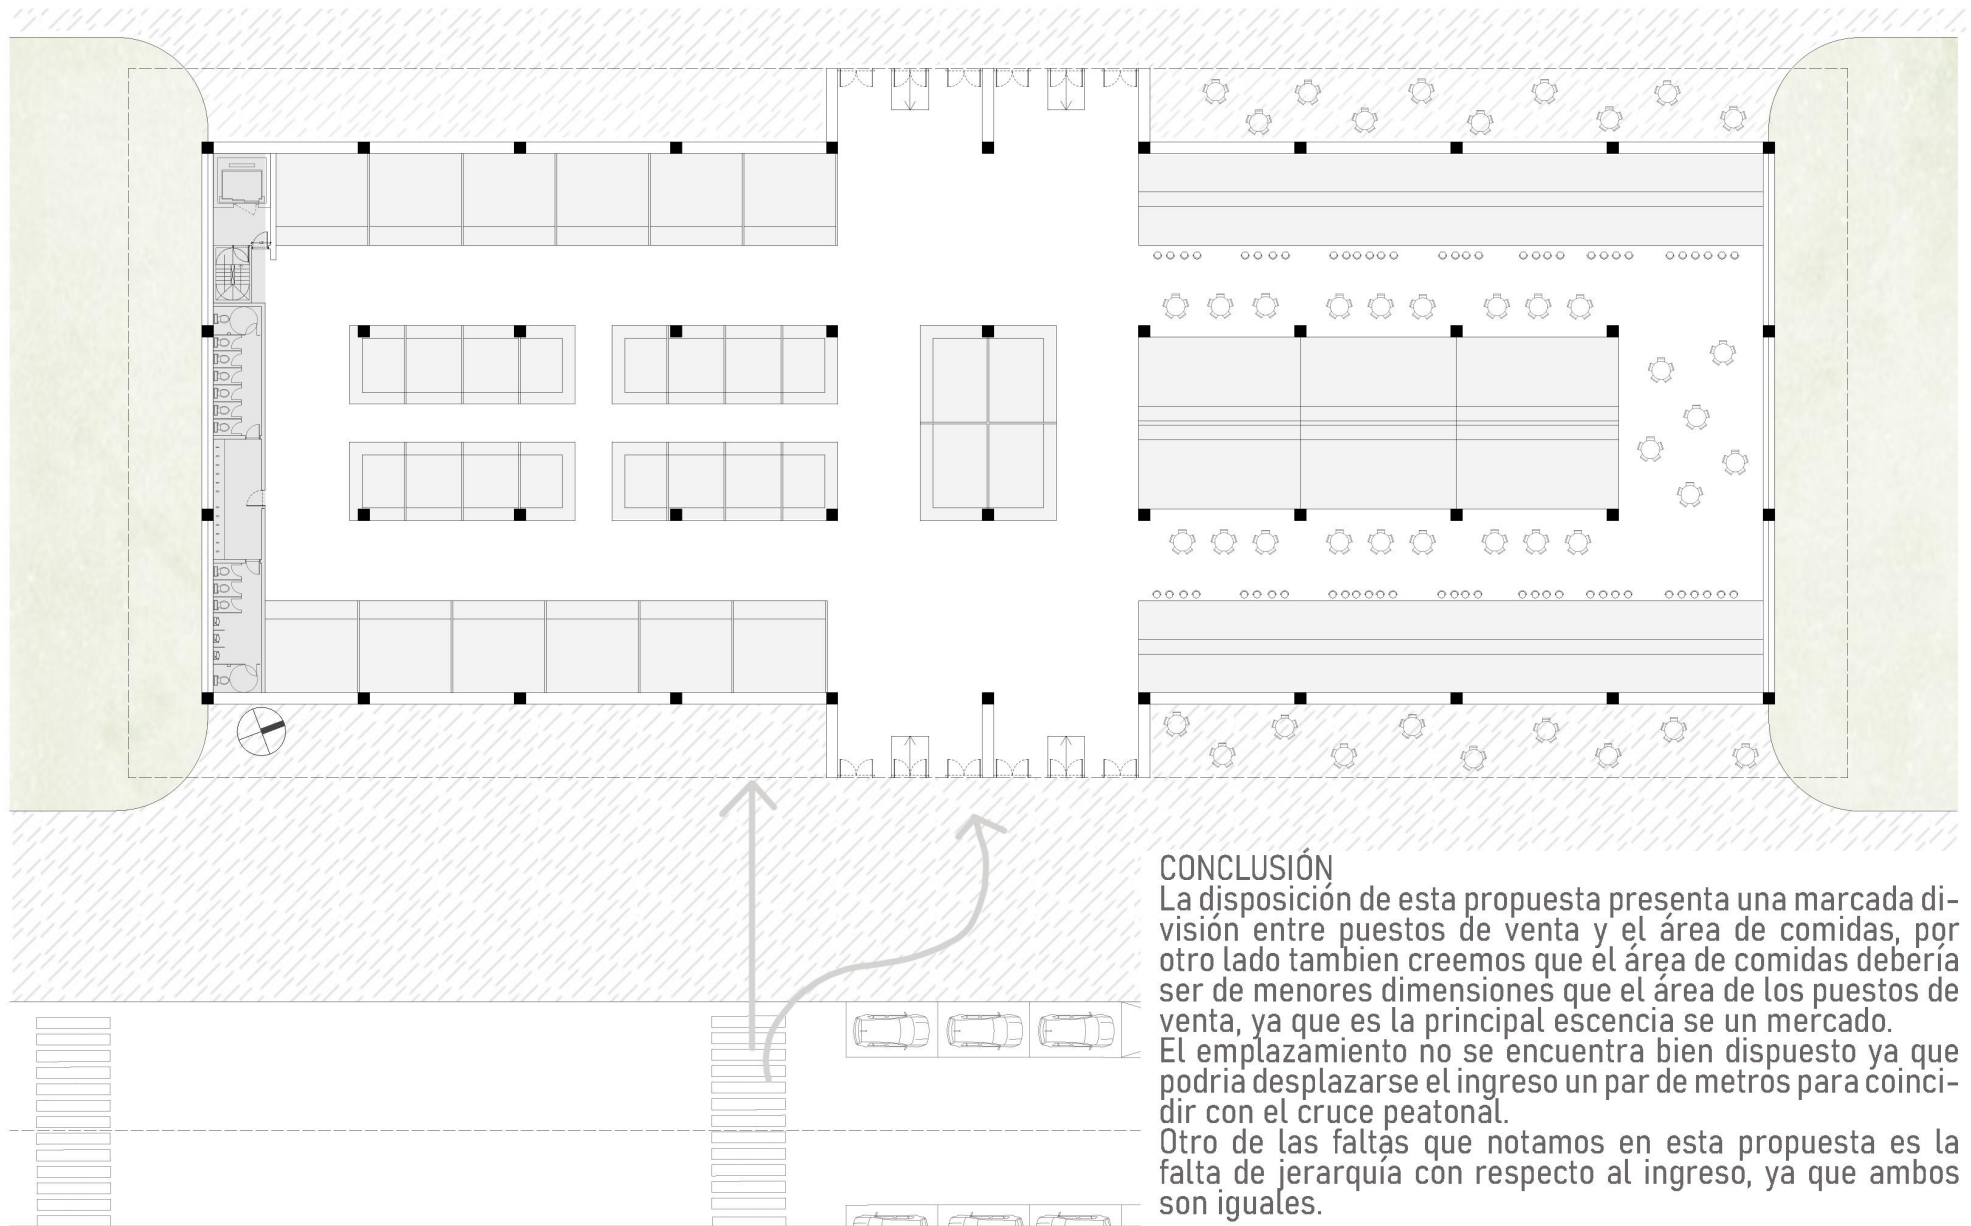 CONCLUSIÓN
La disposición de esta propuesta presenta una marcada di-
visión entre puestos de venta y el área de comidas, por
otro lado tambien creemos que el área de comidas debería
ser de menores dimensiones que el área de los puestos de
venta, ya que es la principal escencia se un mercado.
El emplazamiento no se encuentra bien dispuesto ya que
podria desplazarse el ingreso un par de metros para coinci-
dir con el cruce peatonal.
Otro de las faltas que notamos en esta propuesta es la
falta de jerarquía con respecto al ingreso, ya que ambos
son iguales.